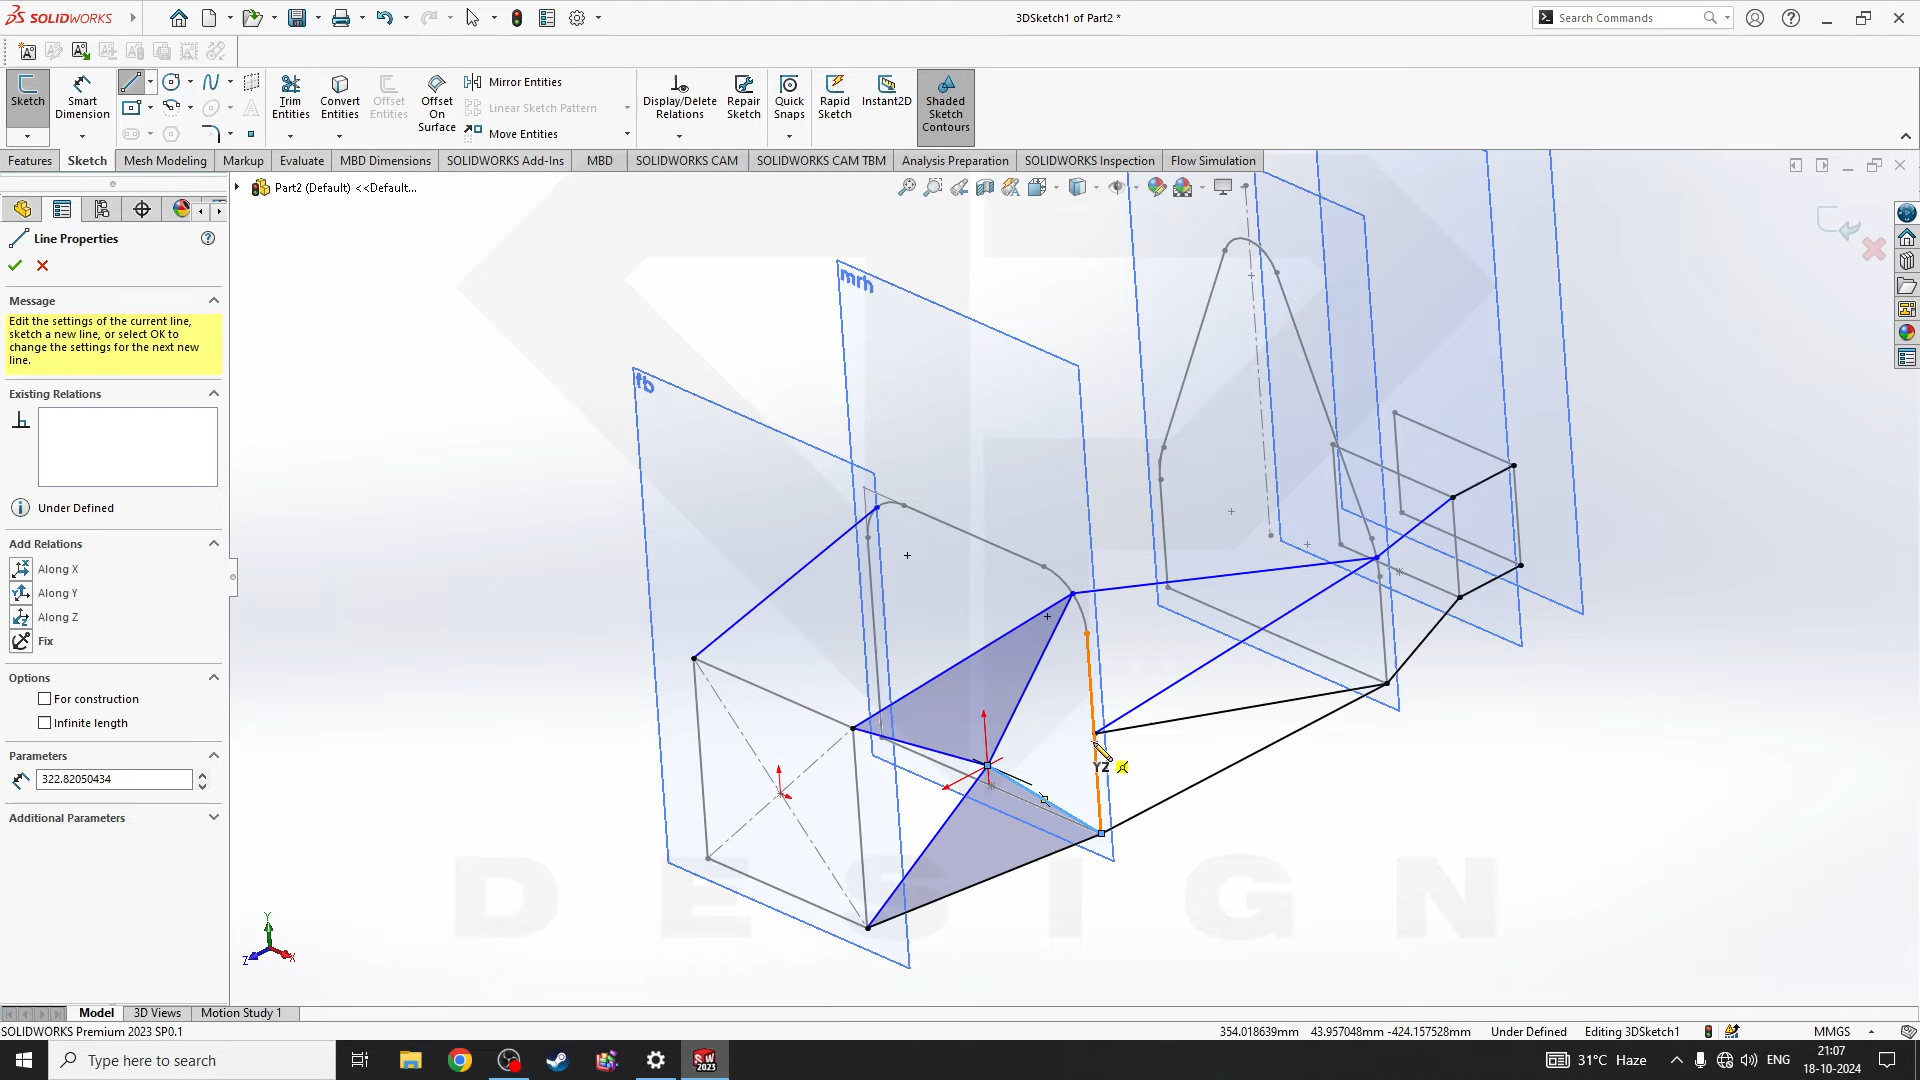 SOLIDWORKS
3DSketch1 of Part2 *
Search Commands
Sketch
Smart
Dimension
Trim
Entities
Convert
Entities
Offset
Entities
Offset
On
Surface
Mirror Entities
Linear Sketch Pattern
Move Entities
Display/Delete
Relations
Repair
Sketch
Quick
Snaps
Rapid
Sketch
Instant2D
Shaded
Sketch
Contours
Features
Sketch
Mesh Modeling
Markup
Evaluate
MBD Dimensions
SOLIDWORKS Add-Ins
MBD
SOLIDWORKS CAM
SOLIDWORKS CAM TBM
Analysis Preparation
SOLIDWORKS Inspection
Flow Simulation
Part2 (Default) <<Default...
Line Properties
Message
Edit the settings of the current line,
sketch a new line, or select OK to
change the settings for the next new
line.
Existing Relations
Under Defined
Add Relations
Along X
Along Y
Along Z
Fix
Options
For construction
Infinite length
Parameters
322.82050434
Additional Parameters
mrh
fb
YZ
DESIGN
Y
Z
X
Model
3D Views
Motion Study 1
SOLIDWORKS Premium 2023 SP0.1
354.018639mm
43.957048mm -424.157528mm
Under Defined
Editing 3DSketch1
MMGS
Type here to search
31°C Haze
ENG
21:07
18-10-2024